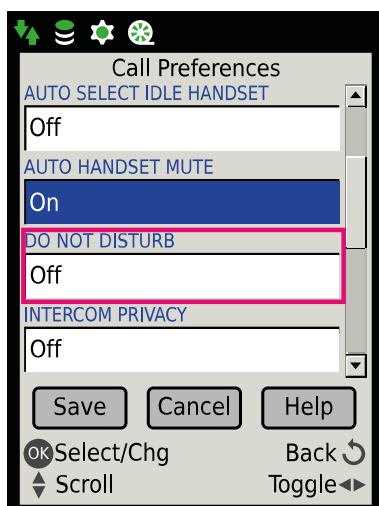 Call Preferences
AUTO SELECT IDLE HANDSET
Off
AUTO HANDSET MUTE
On
DO NOT DISTURB
Off
INTERCOM PRIVACY
Off
Save Cancel Help
OK Select/Chg Back
Scroll Toggle